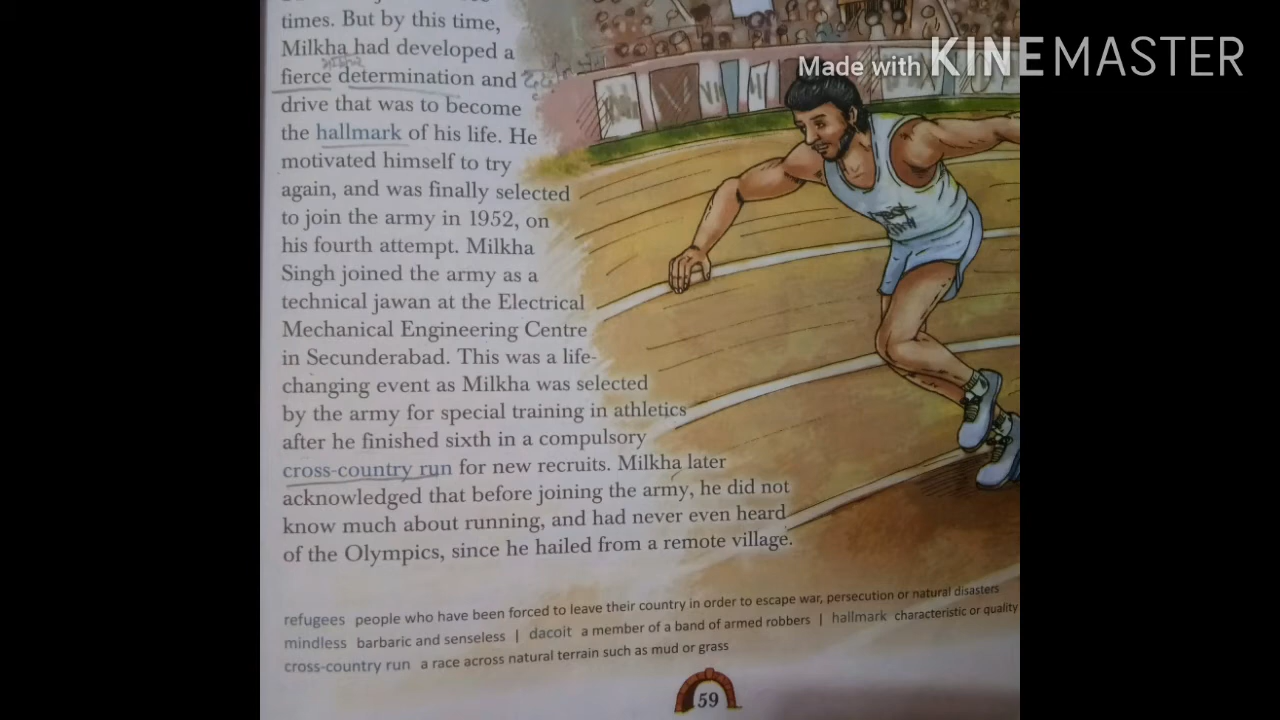 times. But by this time,
Milkha had developed a
fierce determination and
drive that was to become
the hallmark of his life. He
motivated himself to try
again, and was finally selected
to join the army in 1952, on
his fourth attempt. Milkha
Singh joined the army as a
technical jawan at the Electrical
Mechanical Engineering Centre
in Secunderabad. This was a life-
changing event as Milkha was selected
by the army for special training in athletics
after he finished sixth in a compulsory
cross-country run for new recruits. Milkha later
acknowledged that before joining the army, he did not
know much about running, and had never even heard
of the Olympics, since he hailed from a remote village.
refugees people who have been forced to leave their country in order to escape war, persecution or natural disasters
mindless barbaric and senseless | dacoit a member of a band of armed robbers | hallmark characteristic or quality
cross-country run a race across natural terrain such as mud or grass
59
Made with KINEMASTER